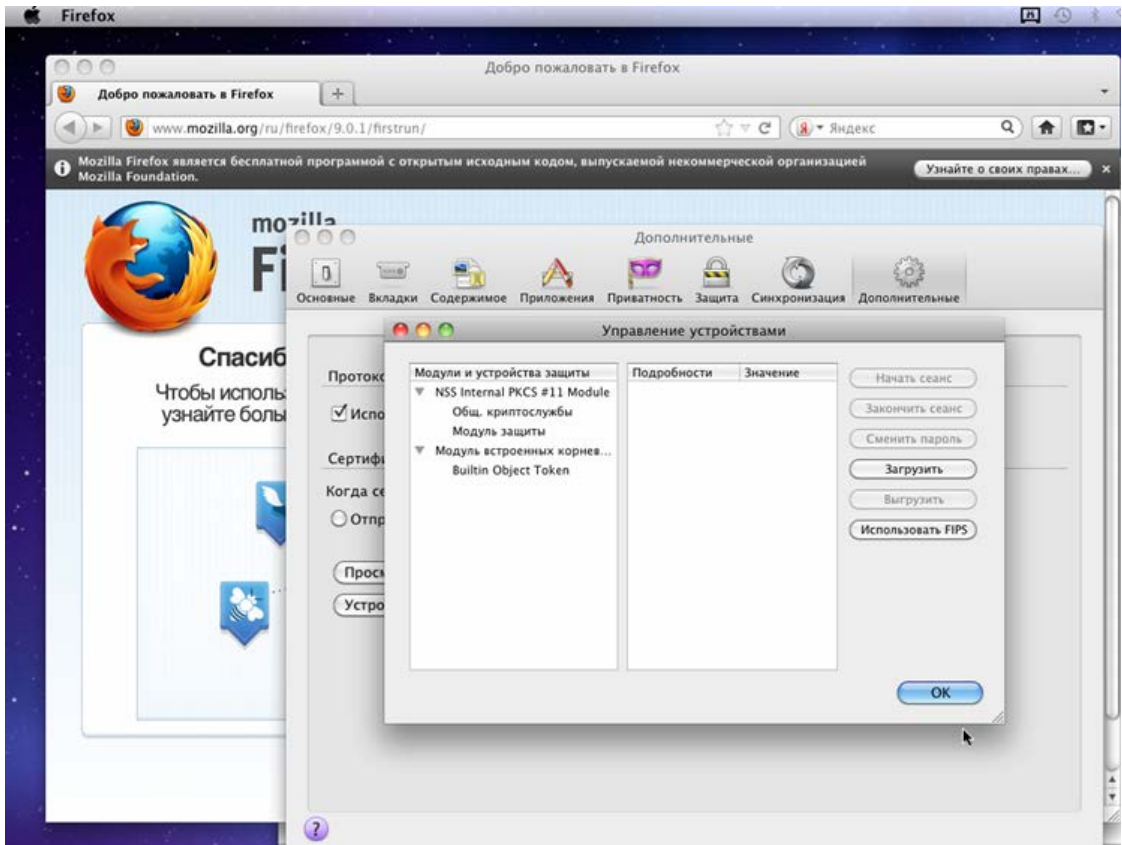 Firefox
Добро пожаловать в Firefox
Добро пожаловать в Firefox
www.mozilla.org/ru/firefox/9.0.1/firstrun/
Яндекс
Mozilla Firefox является бесплатной программой с открытым исходным кодом, выпускаемой некоммерческой организацией
Mozilla Foundation.
Узнайте о своих правах...
mozilla
Дополнительные
Основные Вкладки Содержимое Приложения Приватность Защита Синхронизация Дополнительные
Управление устройствами
Модули и устройства защиты
Подробности Значение
NSS Internal PKCS #11 Module
Общ. криптослужбы
Модуль защиты
Модуль встроенных корнев...
Builtin Object Token
Начать сеанс
Закончить сеанс
Сменить пароль
Загрузить
Выгрузить
Использовать FIPS
OK
Спасиб
Чтобы исполь
узнайте боль
Проток
Испо
Сертиф
Когда се
Отпр
Прос
Устро
?